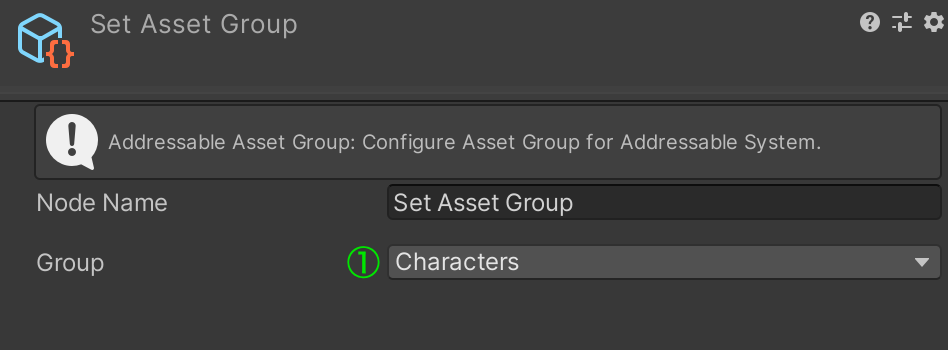 Set Asset Group
Addressable Asset Group: Configure Asset Group for Addressable System.
Node Name Set Asset Group
Group ① Characters